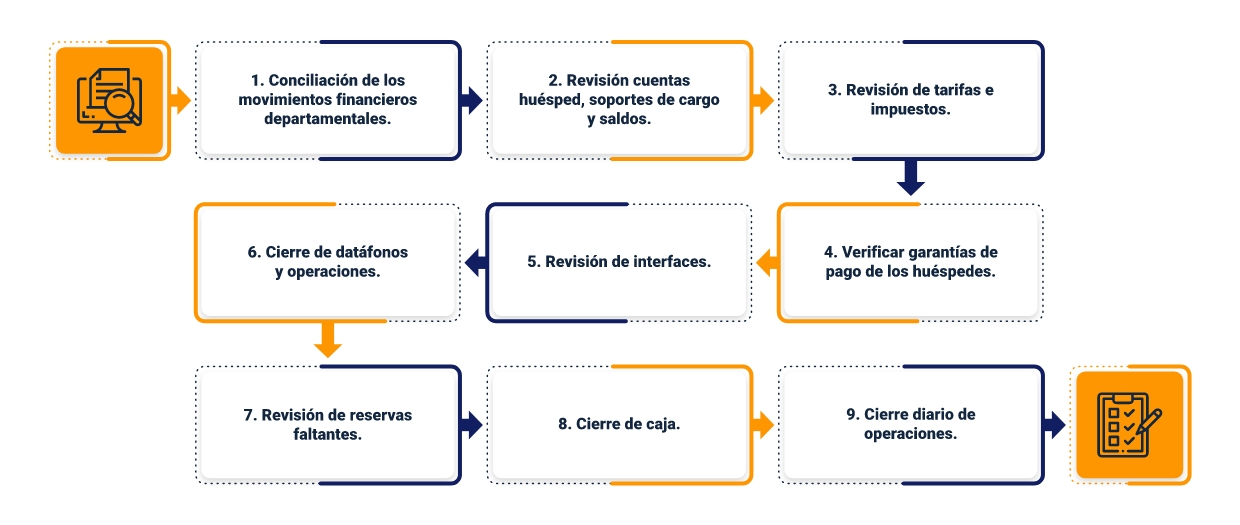 1. Conciliación de los
movimientos financieros
departamentales.
2. Revisión cuentas
huésped, soportes de cargo
y saldos.
3. Revisión de tarifas e
impuestos.
4. Verificar garantías de
pago de los huéspedes.
5. Revisión de interfaces.
6. Cierre de datáfonos
y operaciones.
7. Revisión de reservas
faltantes.
8. Cierre de caja.
9. Cierre diario de
operaciones.